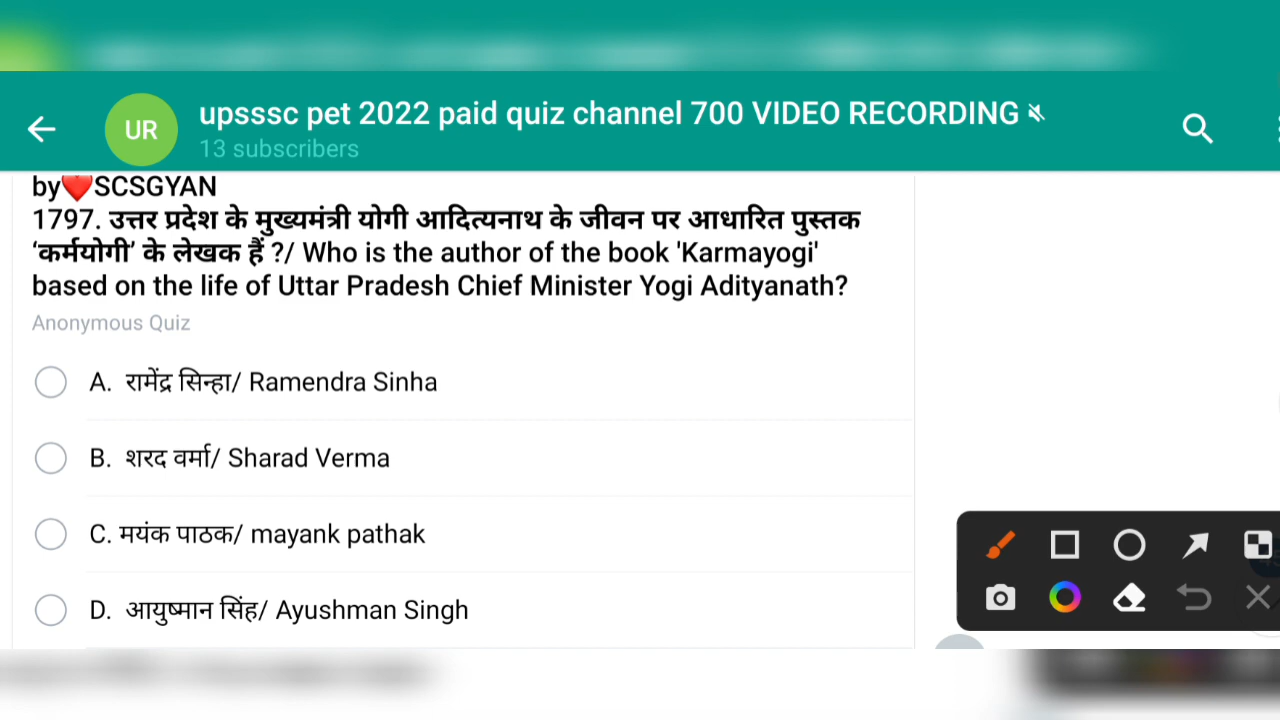 UR
upsssc pet 2022 paid quiz channel 700 VIDEO RECORDING
13 subscribers
by❤️SCSGYAN
1797. उत्तर प्रदेश के मुख्यमंत्री योगी आदित्यनाथ के जीवन पर आधारित पुस्तक
‘कर्मयोगी’ के लेखक हैं ?/ Who is the author of the book 'Karmayogi'
based on the life of Uttar Pradesh Chief Minister Yogi Adityanath?
Anonymous Quiz
A. रामेंद्र सिन्हा/ Ramendra Sinha
B. शरद वर्मा/ Sharad Verma
C. मयंक पाठक/ mayank pathak
D. आयुष्मान सिंह/ Ayushman Singh